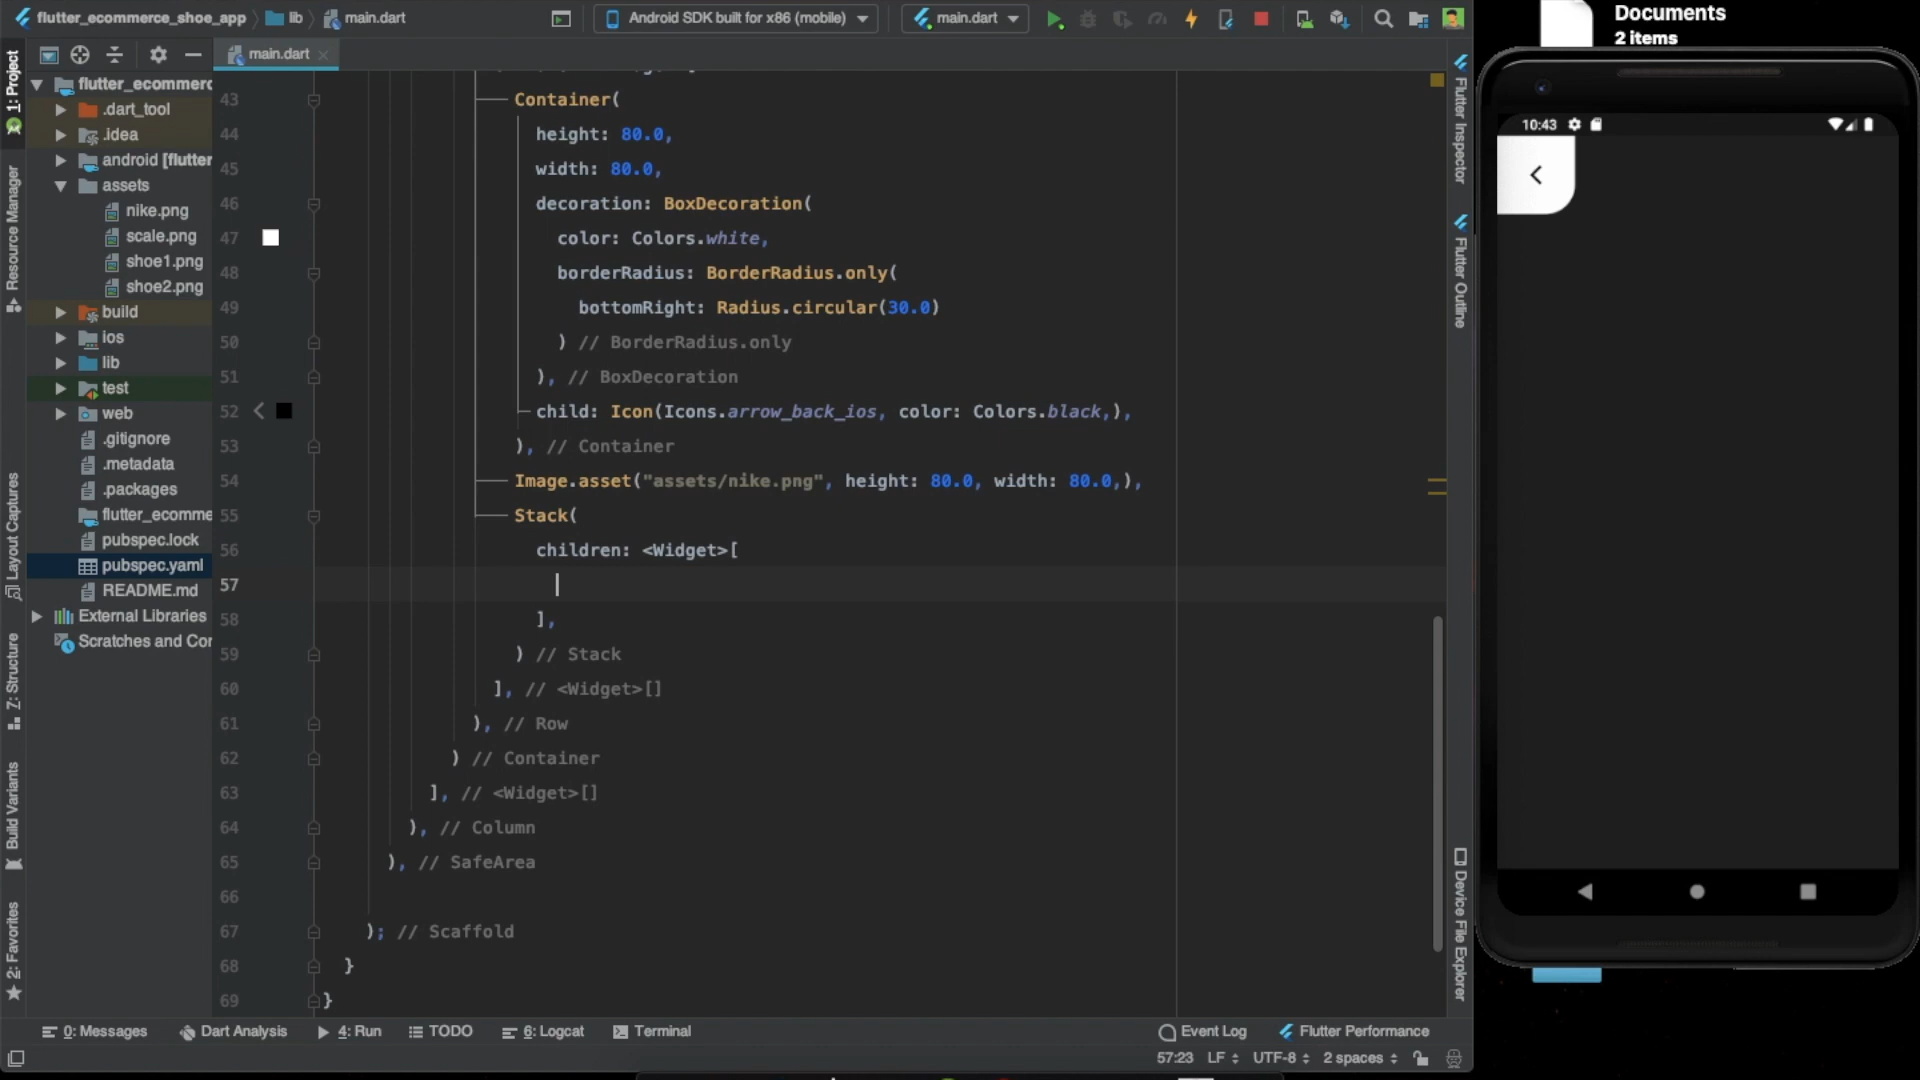 flutter_ecommerce_shoe_app
lib
main.dart
Android SDK built for x86 (mobile)
main.dart
Documents
2 items
main.dart
1: Project
Resource Manager
Layout Captures
7: Structure
Build Variants
2: Favorites
flutter_ecommerc
.dart_tool
.idea
android [flutter
assets
nike.png
scale.png
shoe1.png
shoe2.png
build
ios
lib
test
web
.gitignore
.metadata
.packages
flutter_ecomme
pubspec.lock
pubspec.yaml
README.md
External Libraries
Scratches and Cor
43 Container(
44 height: 80.0,
45 width: 80.0,
46 decoration: BoxDecoration(
47 color: Colors.white,
48 borderRadius: BorderRadius.only(
49 bottomRight: Radius.circular(30.0)
50 ) // BorderRadius.only
51 ), // BoxDecoration
52 child: Icon(Icons.arrow_back_ios, color: Colors.black,),
53 ), // Container
54 Image.asset("assets/nike.png", height: 80.0, width: 80.0,),
55 Stack(
56 children: <Widget>[
57
58 ],
59 ) // Stack
60 ], // <Widget>[]
61 ), // Row
62 ) // Container
63 ], // <Widget>[]
64 ), // Column
65 ), // SafeArea
66
67 ); // Scaffold
68 }
69 }
Flutter Inspector
Flutter Outline
Device File Explorer
10:43
0: Messages
Dart Analysis
4: Run
TODO
6: Logcat
Terminal
Event Log
Flutter Performance
57:23 LF UTF-8 2 spaces